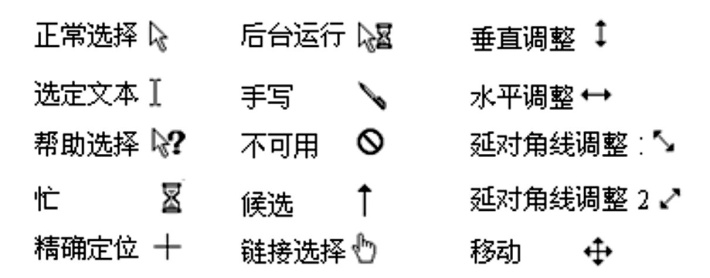 正常选择 后台运行 垂直调整
选定文本 手写 水平调整
帮助选择 不可用 延对角线调整
忙 候选 延对角线调整 2
精确定位 链接选择 移动